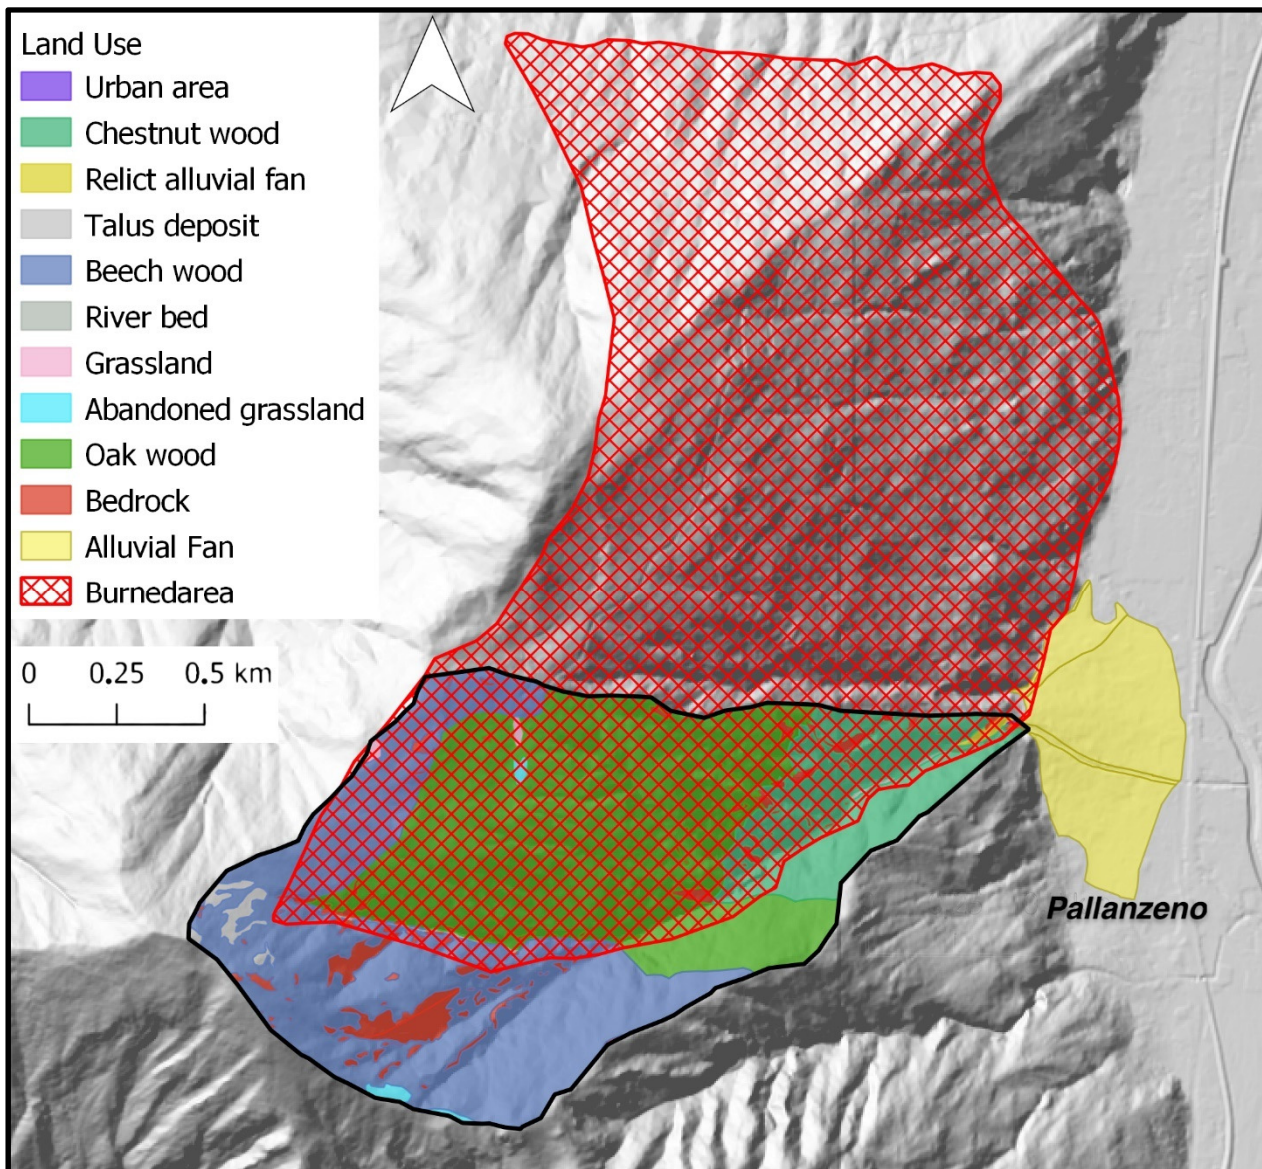 Land Use
Urban area
Chestnut wood
Relict alluvial fan
Talus deposit
Beech wood
River bed
Grassland
Abandoned grassland
Oak wood
Bedrock
Alluvial Fan
Burnedarea
0 0.25 0.5 km
Pallanzeno